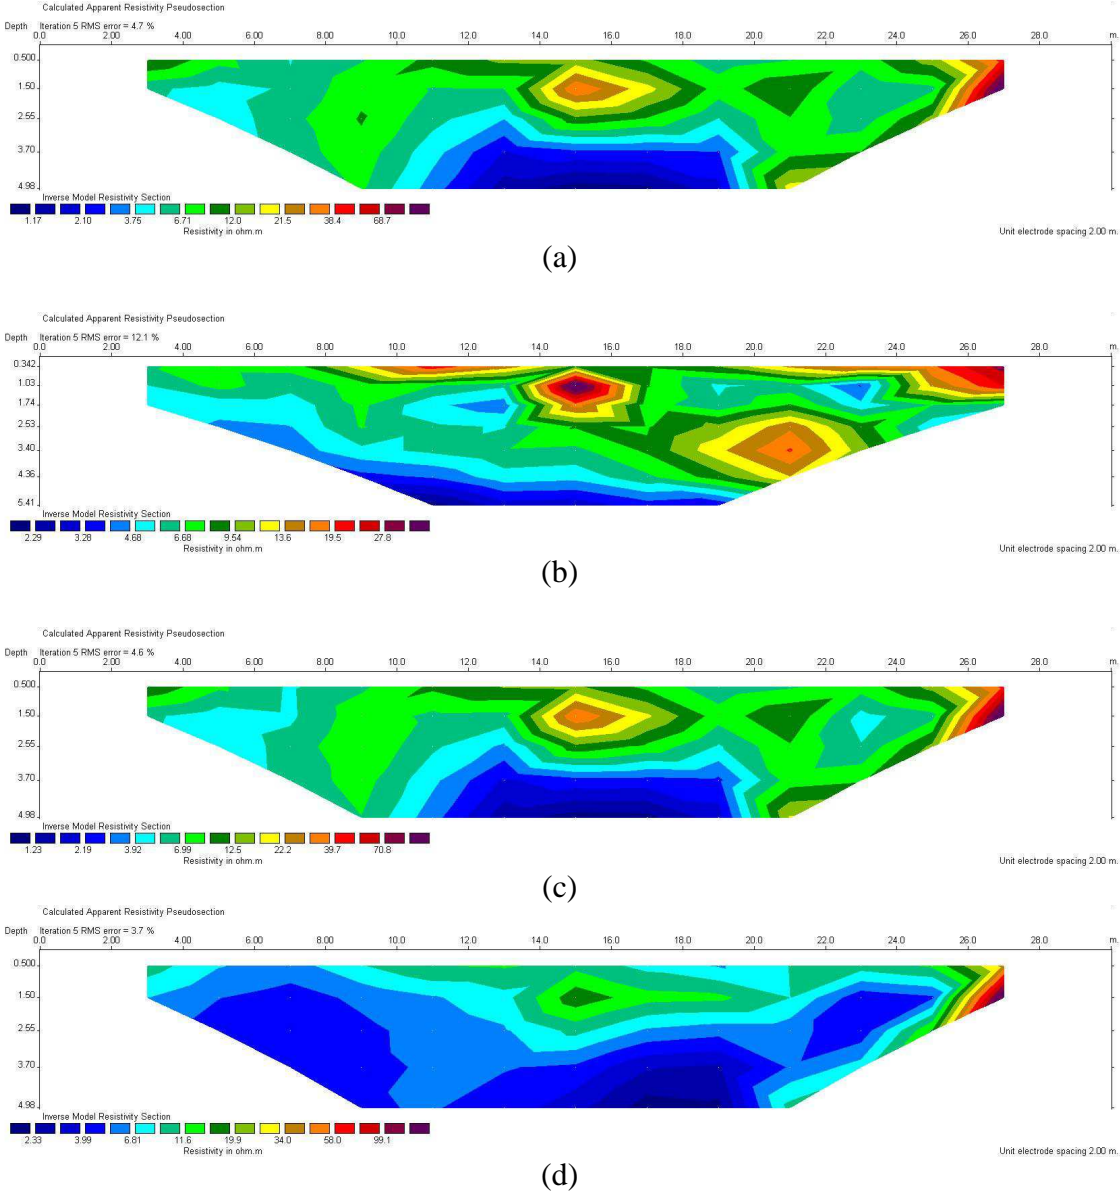 Calculated Apparent Resistivity Pseudosection
Depth Iteration 5 RMS error = 4.7 %
0.0 2.00 4.00 6.00 8.00 10.0 12.0 14.0 16.0 18.0 20.0 22.0 24.0 26.0 28.0 m.
0.500
1.50
2.55
3.70
4.98
Inverse Model Resistivity Section
1.17 2.10 3.75 6.71 12.0 21.5 38.4 68.7
Resistivity in ohm.m Unit electrode spacing 2.00 m.
(a)
Calculated Apparent Resistivity Pseudosection
Depth Iteration 5 RMS error = 12.1 %
0.0 2.00 4.00 6.00 8.00 10.0 12.0 14.0 16.0 18.0 20.0 22.0 24.0 26.0 28.0 m.
0.342
1.03
1.74
2.53
3.40
4.36
5.41
Inverse Model Resistivity Section
2.29 3.28 4.68 6.68 9.54 13.6 19.5 27.8
Resistivity in ohm.m Unit electrode spacing 2.00 m.
(b)
Calculated Apparent Resistivity Pseudosection
Depth Iteration 5 RMS error = 4.6 %
0.0 2.00 4.00 6.00 8.00 10.0 12.0 14.0 16.0 18.0 20.0 22.0 24.0 26.0 28.0 m.
0.500
1.50
2.55
3.70
4.98
Inverse Model Resistivity Section
1.23 2.19 3.92 6.99 12.5 22.2 39.7 70.8
Resistivity in ohm.m Unit electrode spacing 2.00 m.
(c)
Calculated Apparent Resistivity Pseudosection
Depth Iteration 5 RMS error = 3.7 %
0.0 2.00 4.00 6.00 8.00 10.0 12.0 14.0 16.0 18.0 20.0 22.0 24.0 26.0 28.0 m.
0.500
1.50
2.55
3.70
4.98
Inverse Model Resistivity Section
2.33 3.99 6.81 11.6 19.9 34.0 58.0 99.1
Resistivity in ohm.m Unit electrode spacing 2.00 m.
(d)